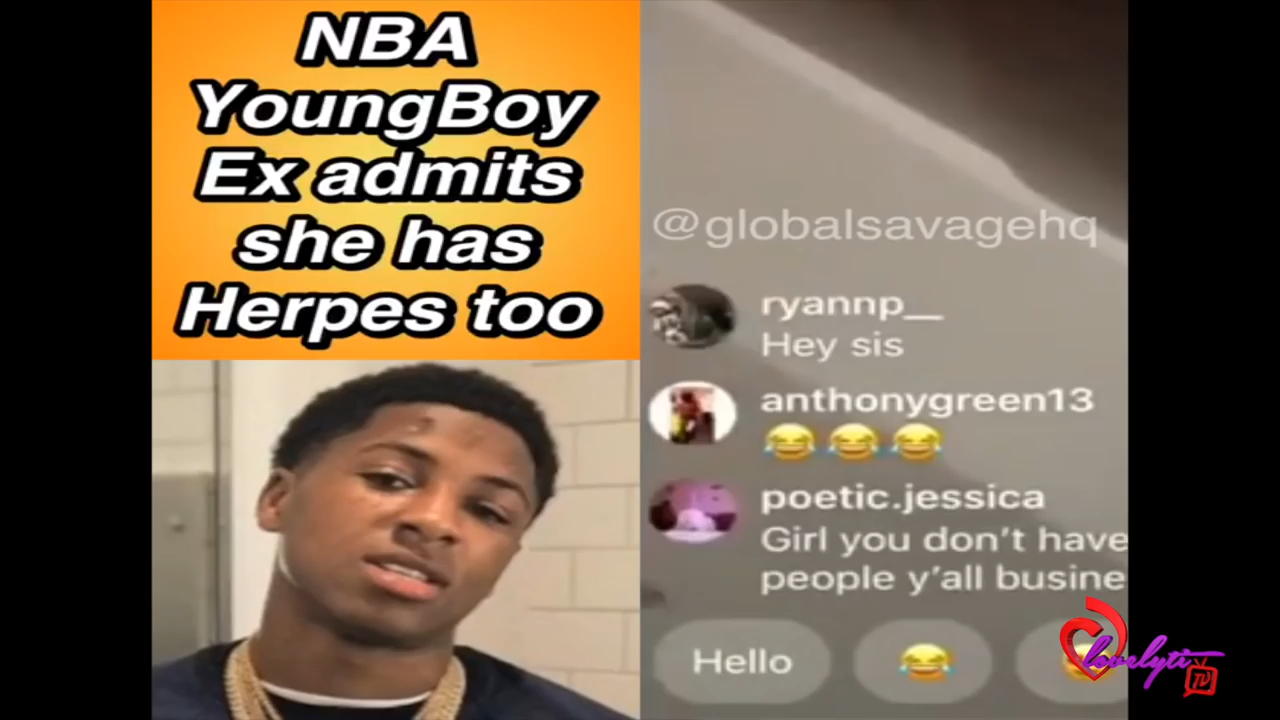 NBA
YoungBoy
Ex admits
she has
Herpes too
@globalsavagehq
ryannp__
Hey sis
anthonygreen13
😂😂😂
poetic.jessica
Girl you don't have
people y'all busine
Hello
😂
lovelyti
TV